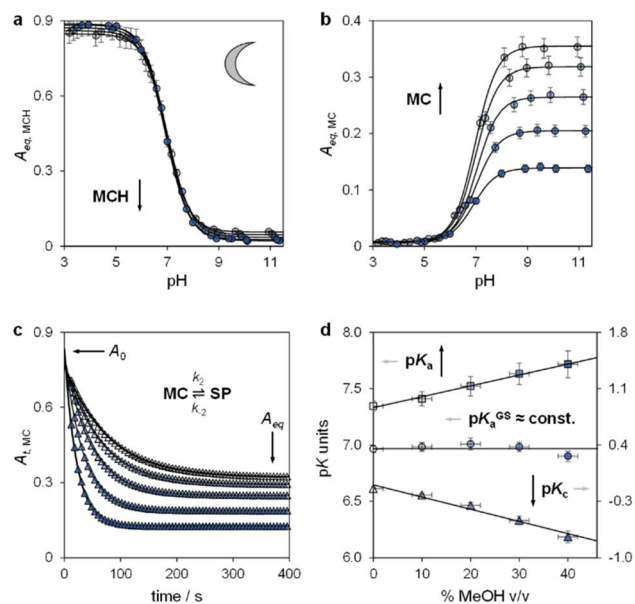 a
0.9
0.6
0.3
0
A_eq, MCH
MCH
3 5 7 9 11
pH
b
0.4
0.3
0.2
0.1
0
A_eq, MC
MC
3 5 7 9 11
pH
c
0.9
0.6
0.3
0
A_t, MC
A_0
k_2
MC ⇌ SP
k_-2
A_eq
0 100 200 300 400
time / s
d
8.0
7.5
7.0
6.5
6.0
pK units
1.8
1.1
0.4
-0.3
-1.0
pK_a
pK_a^GS ≈ const.
pK_c
0 10 20 30 40
% MeOH v/v